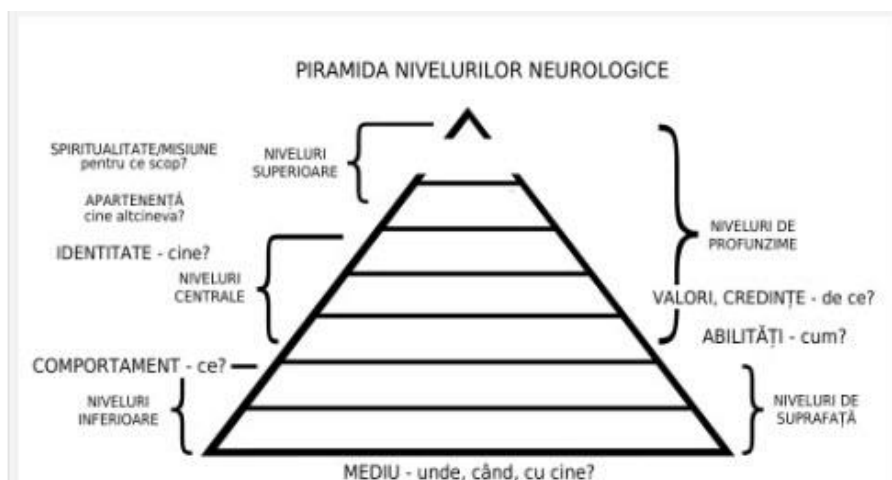 PIRAMIDA NIVELURILOR NEUROLOGICE
SPIRITUALITATE/MISIUNE
pentru ce scop?
NIVELURI
SUPERIOARE
APARTENENȚĂ
cine altcineva?
IDENTITATE - cine?
NIVELURI
CENTRALE
NIVELURI DE
PROFUNZIME
VALORI, CREDINȚE - de ce?
ABILITĂȚI - cum?
COMPORTAMENT - ce?
NIVELURI
INFERIOARE
NIVELURI DE
SUPRAFAȚĂ
MEDIU - unde, când, cu cine?